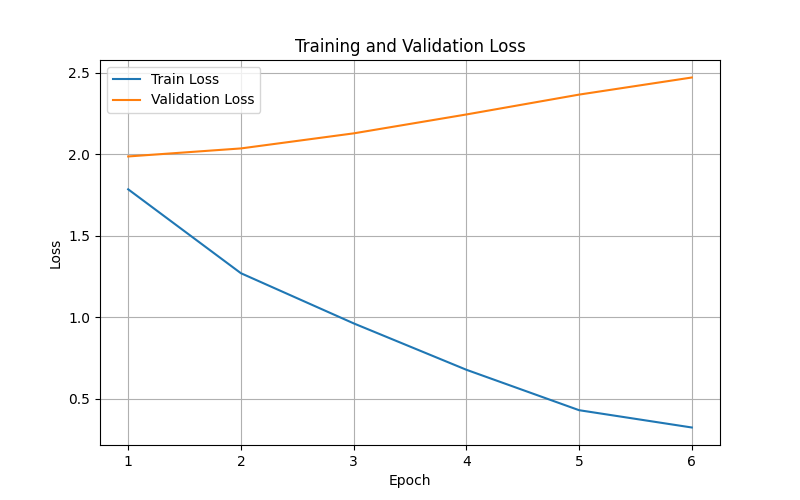 Training and Validation Loss
Train Loss
Validation Loss
2.5
2.0
1.5
1.0
0.5
Loss
1 2 3 4 5 6
Epoch